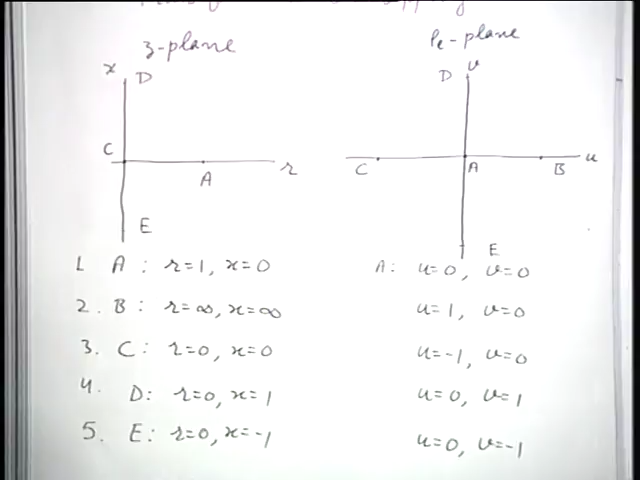 z-plane
ρe-plane
x D
D v
C
A r
C A B u
E
E
1. A: r=1, x=0 A: u=0, v=0
2. B: r=∞, x=∞ u=1, v=0
3. C: r=0, x=0 u=-1, v=0
4. D: r=0, x=1 u=0, v=1
5. E: r=0, x=-1 u=0, v=-1